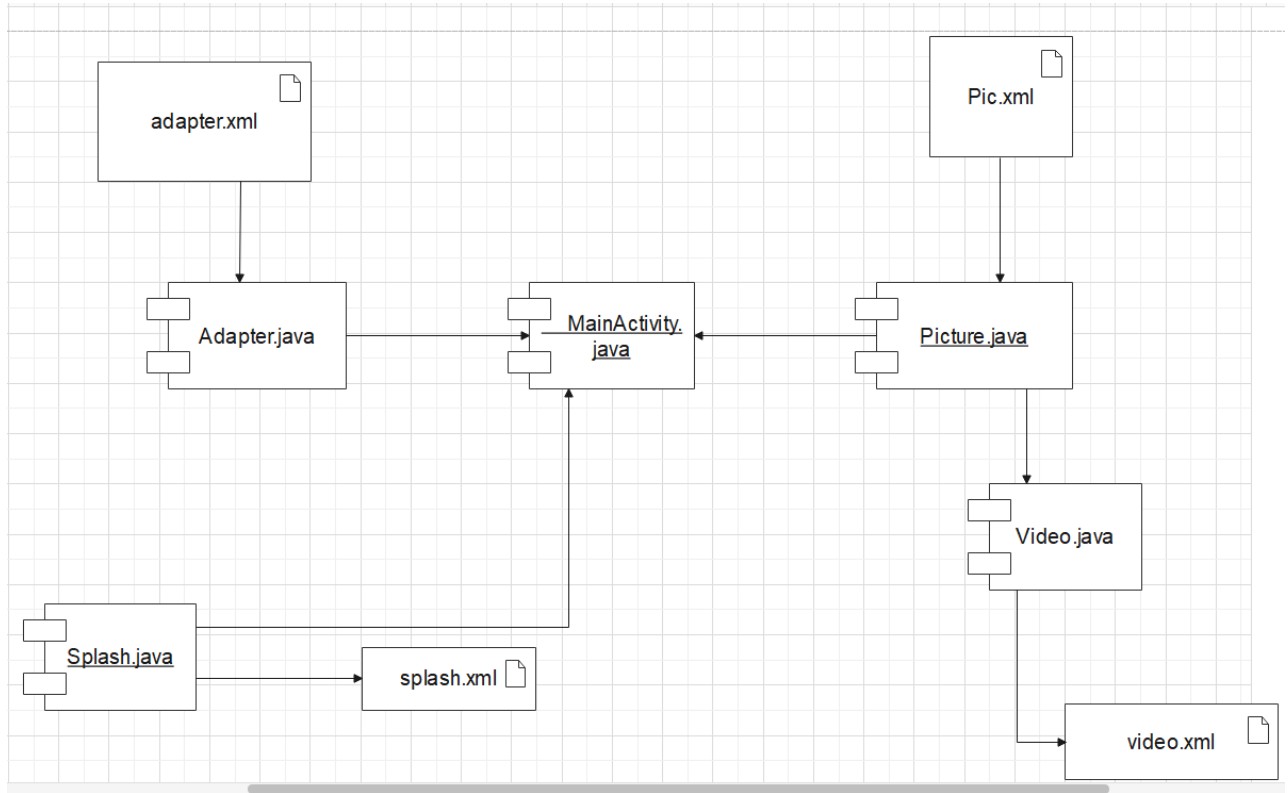 adapter.xml
Pic.xml
Adapter.java
MainActivity.
java
Picture.java
Video.java
Splash.java
splash.xml
video.xml